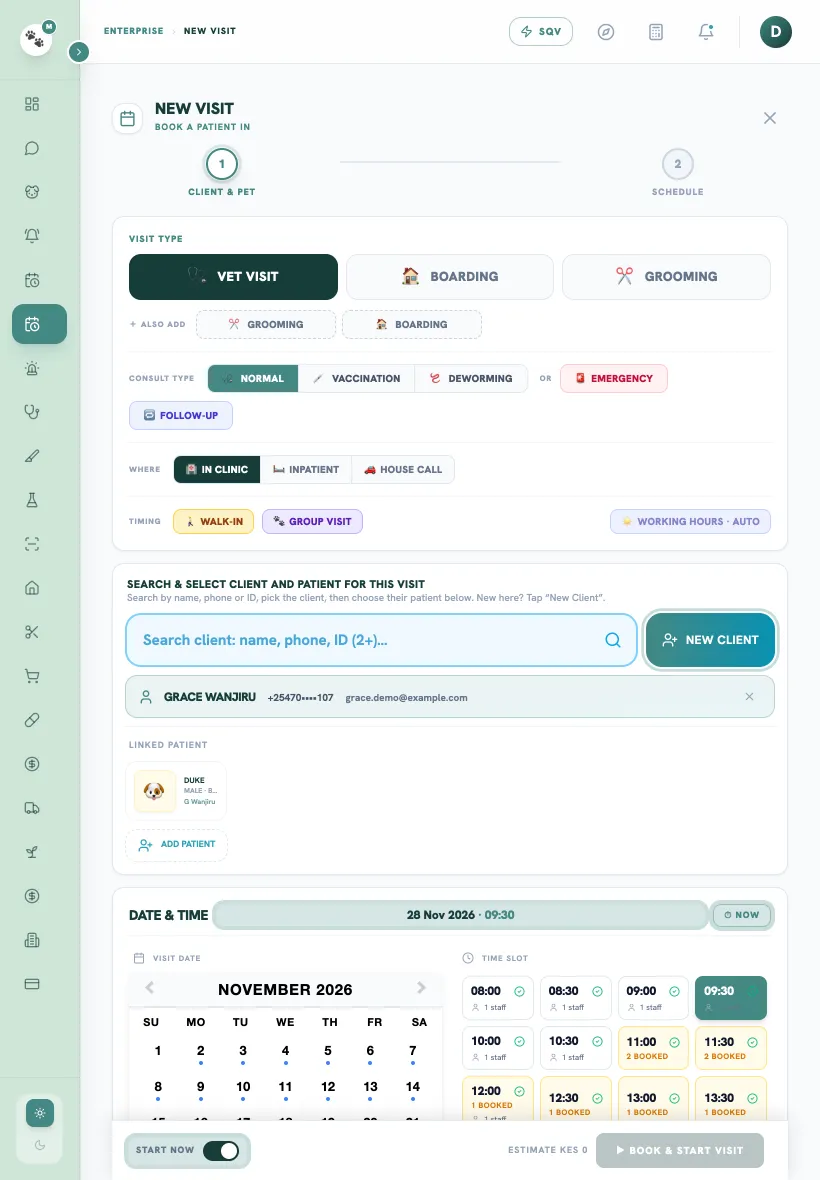 M
ENTERPRISE › NEW VISIT
SQV
D
NEW VISIT
BOOK A PATIENT IN
1
2
CLIENT & PET
SCHEDULE
VISIT TYPE
VET VISIT
BOARDING
GROOMING
+ ALSO ADD
GROOMING
BOARDING
CONSULT TYPE
NORMAL
VACCINATION
DEWORMING
OR
EMERGENCY
FOLLOW-UP
WHERE
IN CLINIC
INPATIENT
HOUSE CALL
TIMING
WALK-IN
GROUP VISIT
WORKING HOURS · AUTO
SEARCH & SELECT CLIENT AND PATIENT FOR THIS VISIT
Search by name, phone or ID, pick the client, then choose their patient below. New here? Tap “New Client”.
Search client: name, phone, ID (2+)...
NEW CLIENT
GRACE WANJIRU +25470••••107 grace.demo@example.com
LINKED PATIENT
DUKE
MALE · B...
G Wanjiru
ADD PATIENT
DATE & TIME
28 Nov 2026 · 09:30
NOW
VISIT DATE
TIME SLOT
NOVEMBER 2026
SU MO TU WE TH FR SA
1 2 3 4 5 6 7
8 9 10 11 12 13 14
08:00
1 staff
08:30
1 staff
09:00
1 staff
09:30
10:00
1 staff
10:30
1 staff
11:00
2 BOOKED
11:30
2 BOOKED
12:00
1 BOOKED
1 staff
12:30
1 BOOKED
13:00
1 BOOKED
13:30
1 BOOKED
START NOW
ESTIMATE KES 0
BOOK & START VISIT